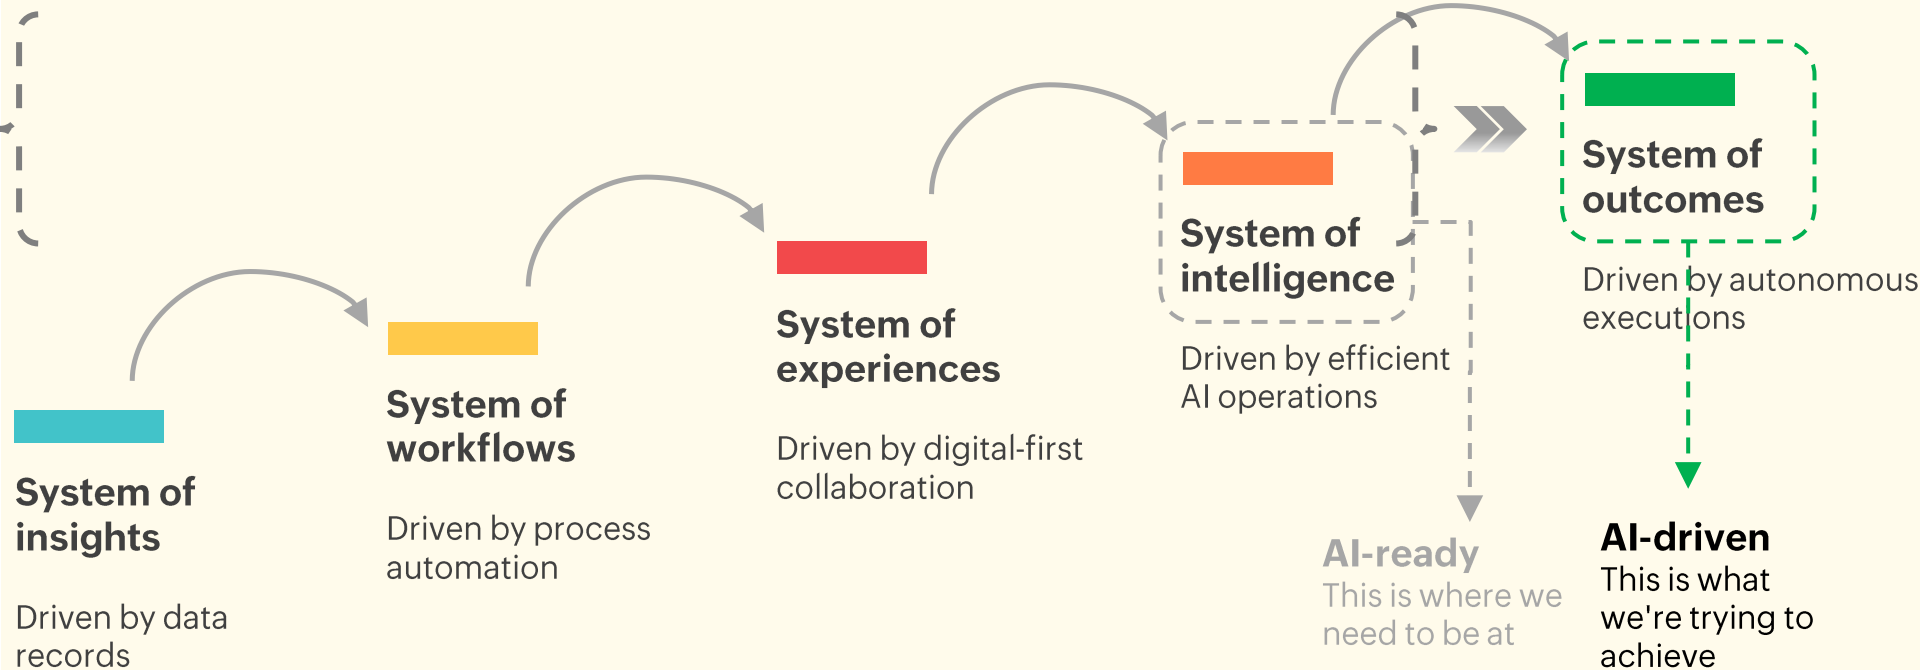 System of
insights
Driven by data
records
System of
workflows
Driven by process
automation
System of
experiences
Driven by digital-first
collaboration
System of
intelligence
Driven by efficient
AI operations
AI-ready
This is where we
need to be at
System of
outcomes
Driven by autonomous
executions
AI-driven
This is what
we're trying to
achieve